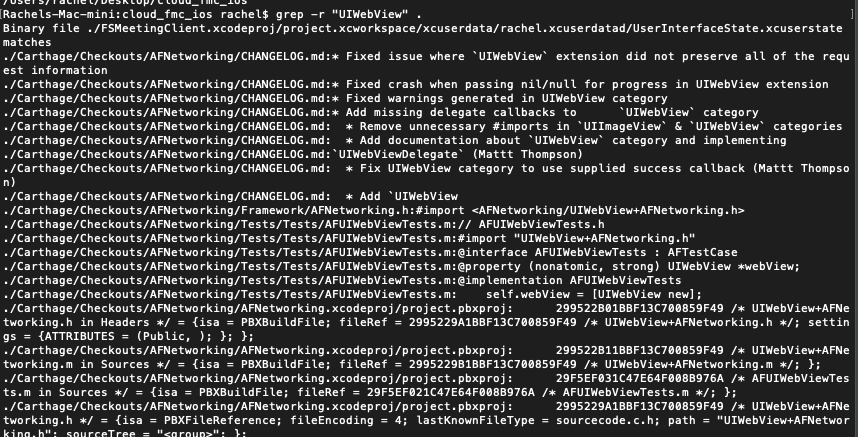 /Users/rachel/Desktop/cloud_fmc_ios
[Rachels-Mac-mini:cloud_fmc_ios rachel$ grep -r "UIWebView" . ]
Binary file ./FSMeetingClient.xcodeproj/project.xcworkspace/xcuserdata/rachel.xcuserdatad/UserInterfaceState.xcuserstate
matches
./Carthage/Checkouts/AFNetworking/CHANGELOG.md:* Fixed issue where `UIWebView` extension did not preserve all of the requ
est information
./Carthage/Checkouts/AFNetworking/CHANGELOG.md:* Fixed crash when passing nil/null for progress in UIWebView extension
./Carthage/Checkouts/AFNetworking/CHANGELOG.md:* Fixed warnings generated in UIWebView category
./Carthage/Checkouts/AFNetworking/CHANGELOG.md:* Add missing delegate callbacks to      `UIWebView` category
./Carthage/Checkouts/AFNetworking/CHANGELOG.md:  * Remove unnecessary #imports in `UIImageView` & `UIWebView` categories
./Carthage/Checkouts/AFNetworking/CHANGELOG.md:  * Add documentation about `UIWebView` category and implementing
./Carthage/Checkouts/AFNetworking/CHANGELOG.md:`UIWebViewDelegate` (Mattt Thompson)
./Carthage/Checkouts/AFNetworking/CHANGELOG.md:  * Fix UIWebView category to use supplied success callback (Mattt Thompso
n)
./Carthage/Checkouts/AFNetworking/CHANGELOG.md:  * Add `UIWebView
./Carthage/Checkouts/AFNetworking/Framework/AFNetworking.h:#import <AFNetworking/UIWebView+AFNetworking.h>
./Carthage/Checkouts/AFNetworking/Tests/Tests/AFUIWebViewTests.m:// AFUIWebViewTests.h
./Carthage/Checkouts/AFNetworking/Tests/Tests/AFUIWebViewTests.m:#import "UIWebView+AFNetworking.h"
./Carthage/Checkouts/AFNetworking/Tests/Tests/AFUIWebViewTests.m:@interface AFUIWebViewTests : AFTestCase
./Carthage/Checkouts/AFNetworking/Tests/Tests/AFUIWebViewTests.m:@property (nonatomic, strong) UIWebView *webView;
./Carthage/Checkouts/AFNetworking/Tests/Tests/AFUIWebViewTests.m:@implementation AFUIWebViewTests
./Carthage/Checkouts/AFNetworking/Tests/Tests/AFUIWebViewTests.m:    self.webView = [UIWebView new];
./Carthage/Checkouts/AFNetworking/AFNetworking.xcodeproj/project.pbxproj:      299522B01BBF13C700859F49 /* UIWebView+AFNe
tworking.h in Headers */ = {isa = PBXBuildFile; fileRef = 2995229A1BBF13C700859F49 /* UIWebView+AFNetworking.h */; settin
gs = {ATTRIBUTES = (Public, ); }; };
./Carthage/Checkouts/AFNetworking/AFNetworking.xcodeproj/project.pbxproj:      299522B11BBF13C700859F49 /* UIWebView+AFNe
tworking.m in Sources */ = {isa = PBXBuildFile; fileRef = 2995229B1BBF13C700859F49 /* UIWebView+AFNetworking.m */; };
./Carthage/Checkouts/AFNetworking/AFNetworking.xcodeproj/project.pbxproj:      29F5EF031C47E64F008B976A /* AFUIWebViewTes
ts.m in Sources */ = {isa = PBXBuildFile; fileRef = 29F5EF021C47E64F008B976A /* AFUIWebViewTests.m */; };
./Carthage/Checkouts/AFNetworking/AFNetworking.xcodeproj/project.pbxproj:      2995229A1BBF13C700859F49 /* UIWebView+AFNe
tworking.h */ = {isa = PBXFileReference; fileEncoding = 4; lastKnownFileType = sourcecode.c.h; path = "UIWebView+AFNetwor
king.h"; sourceTree = "<group>"; };